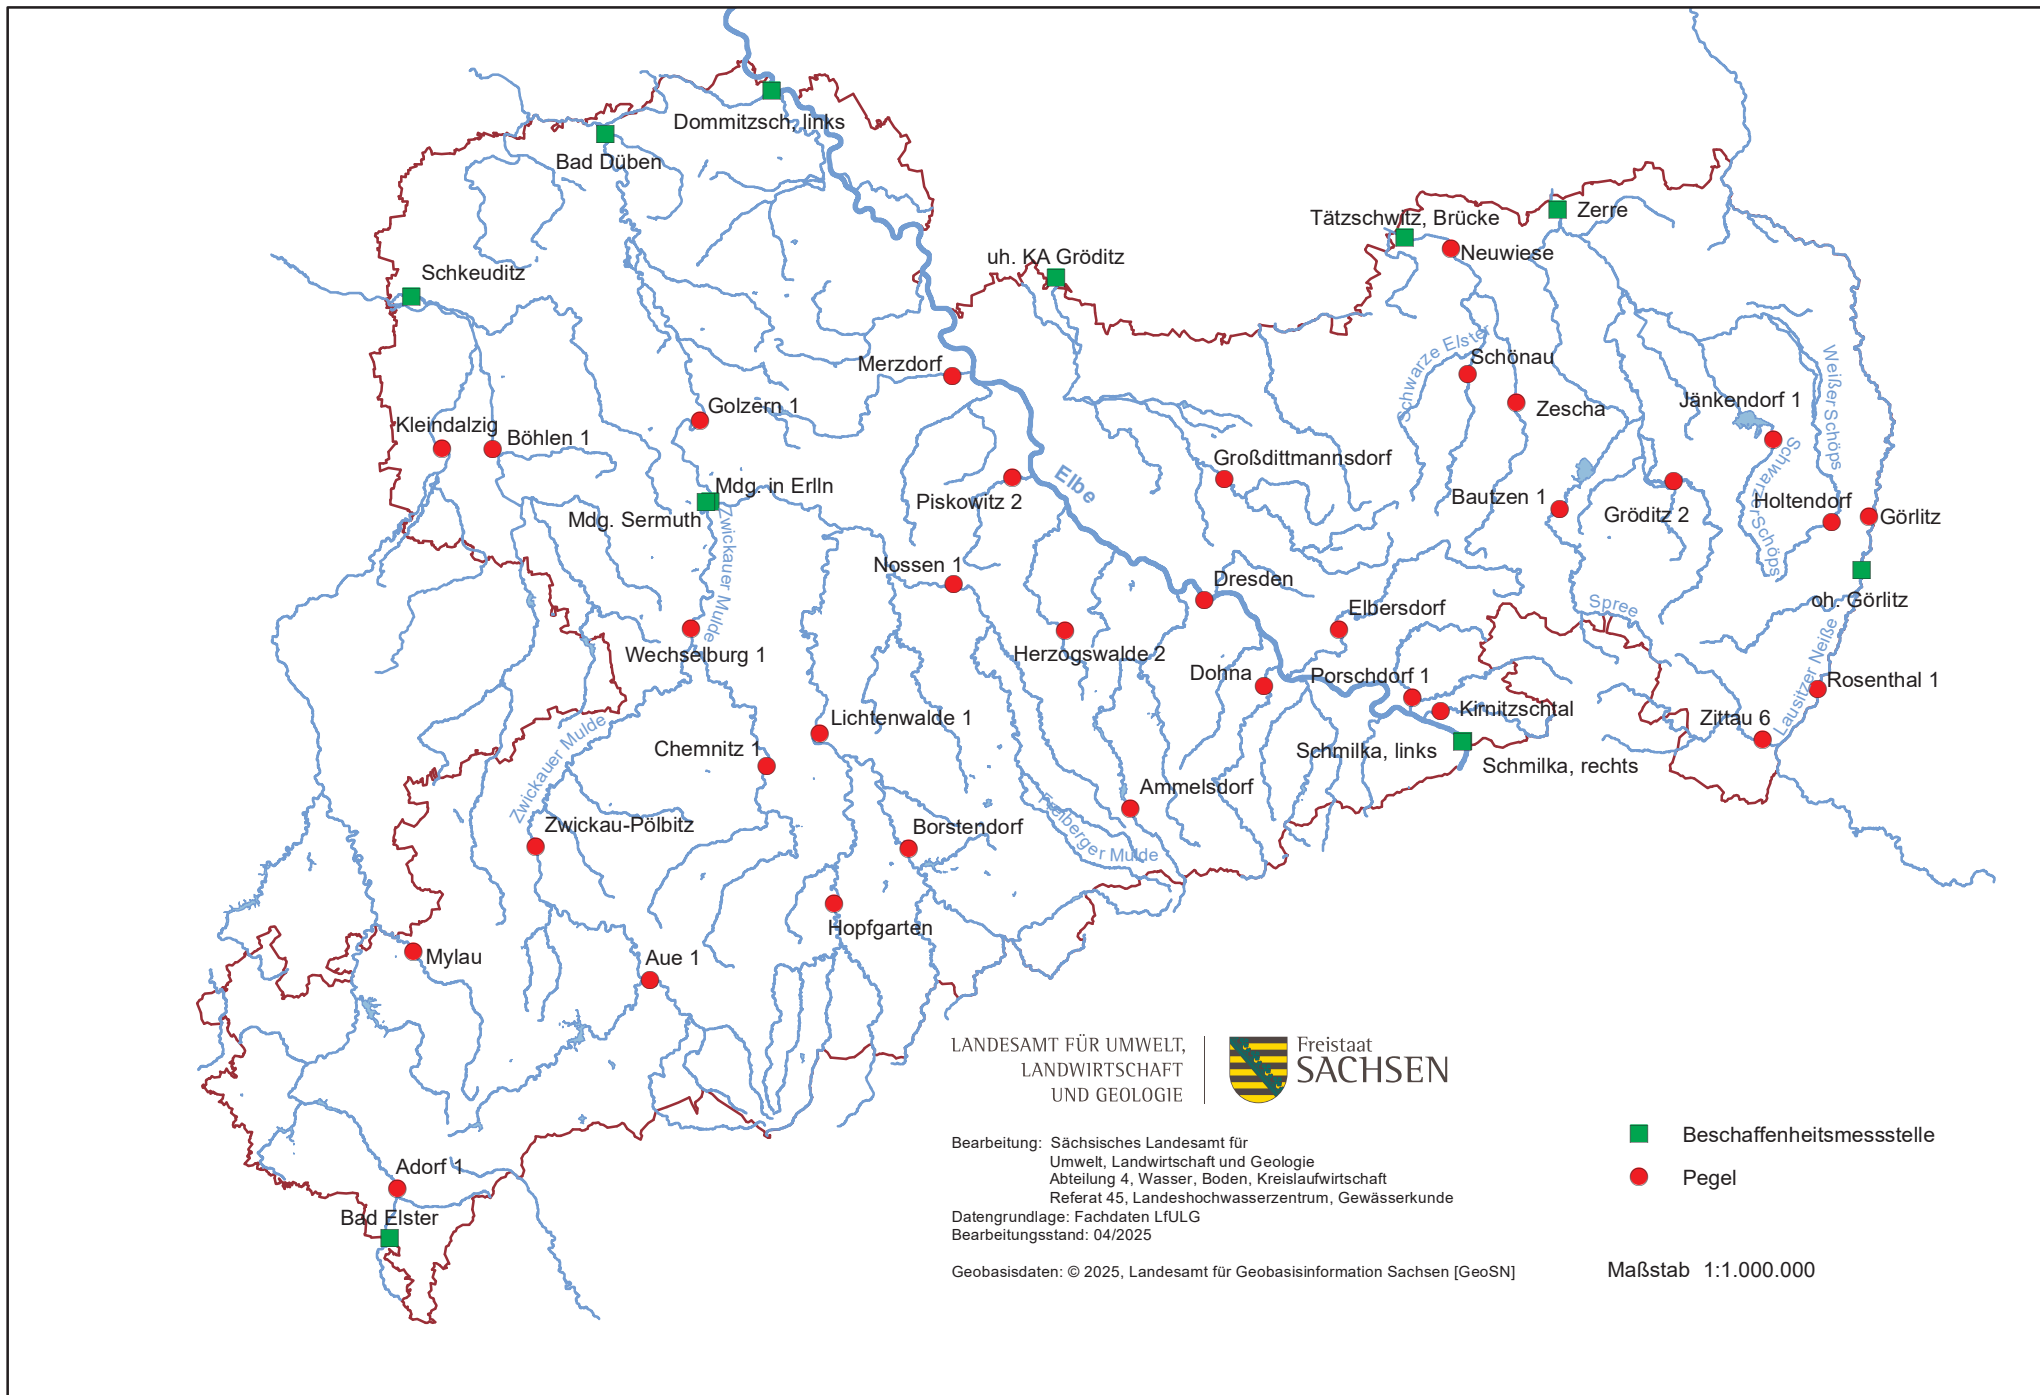 Dommitzsch, links
Bad Düben
Tätzschwitz, Brücke
Zerre
Neuwiese
uh. KA Gröditz
Schkeuditz
Schwarze Elster
Schönau
Weißer Schöps
Merzdorf
Golzern 1
Zescha
Jänkendorf 1
Kleindalzig
Böhlen 1
Großdittmannsdorf
Schwarzer Schöps
Elbe
Mdg. in Erlln
Mdg. Sermuth
Piskowitz 2
Bautzen 1
Gröditz 2
Holtendorf
Görlitz
Zwickauer Mulde
Nossen 1
Dresden
Elbersdorf
Spree
oh. Görlitz
Wechselburg 1
Herzogswalde 2
Dohna
Porschdorf 1
Lausitzer Neiße
Rosenthal 1
Kirnitzschtal
Zittau 6
Lichtenwalde 1
Zwickauer Mulde
Chemnitz 1
Schmilka, links
Schmilka, rechts
Ammelsdorf
Freiberger Mulde
Zwickau-Pölbitz
Borstendorf
Hopfgarten
Mylau
Aue 1
Adorf 1
Bad Elster
LANDESAMT FÜR UMWELT,
LANDWIRTSCHAFT
UND GEOLOGIE
Freistaat
SACHSEN
Bearbeitung: Sächsisches Landesamt für
Umwelt, Landwirtschaft und Geologie
Abteilung 4, Wasser, Boden, Kreislaufwirtschaft
Referat 45, Landeshochwasserzentrum, Gewässerkunde
Datengrundlage: Fachdaten LfULG
Bearbeitungsstand: 04/2025
Geobasisdaten: © 2025, Landesamt für Geobasisinformation Sachsen [GeoSN]
Beschaffenheitsmessstelle
Pegel
Maßstab 1:1.000.000